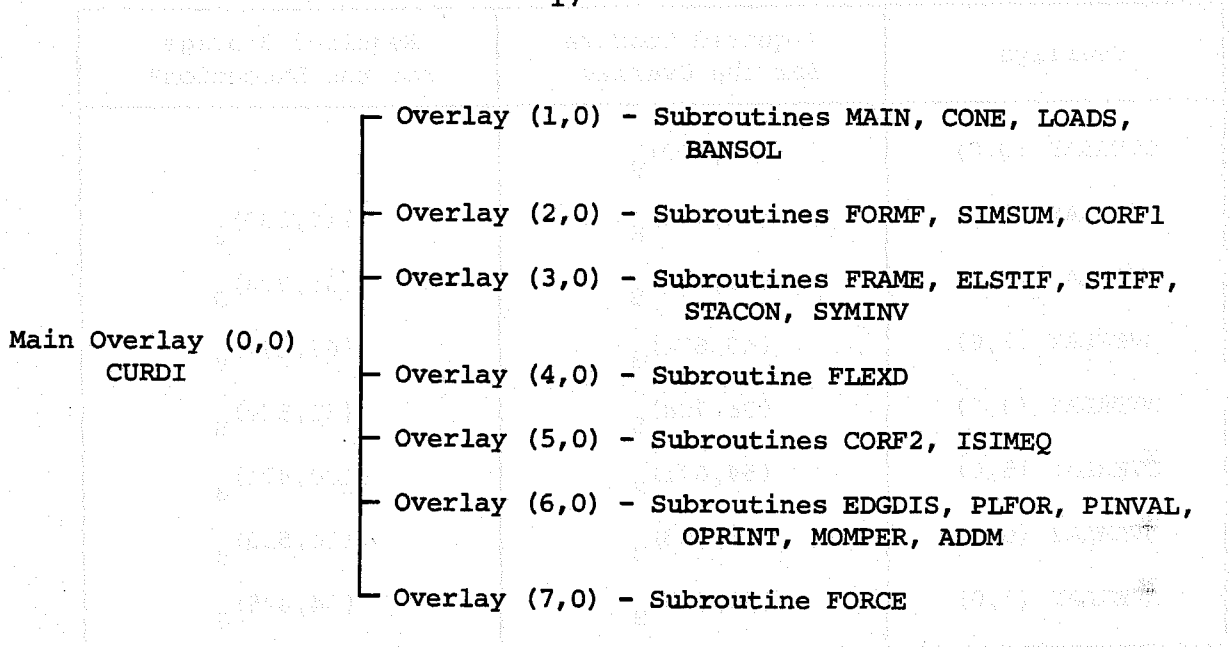 17
Overlay (1,0) - Subroutines MAIN, CONE, LOADS,
BANSOL
Overlay (2,0) - Subroutines FORMF, SIMSUM, CORF1
Overlay (3,0) - Subroutines FRAME, ELSTIF, STIFF,
STACON, SYMINV
Main Overlay (0,0)
CURDI
Overlay (4,0) - Subroutine FLEXD
Overlay (5,0) - Subroutines CORF2, ISIMEQ
Overlay (6,0) - Subroutines EDGDIS, PLFOR, PINVAL,
OPRINT, MOMPER, ADDM
Overlay (7,0) - Subroutine FORCE